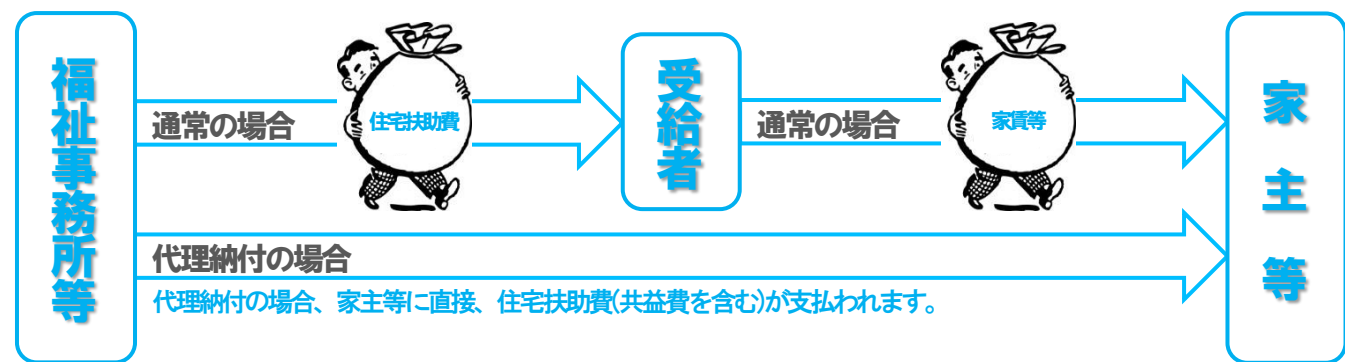 福祉事務所等
通常の場合
住宅扶助費
受給者
通常の場合
家賃等
家主等
代理納付の場合
代理納付の場合、家主等に直接、住宅扶助費(共益費を含む)が支払われます。